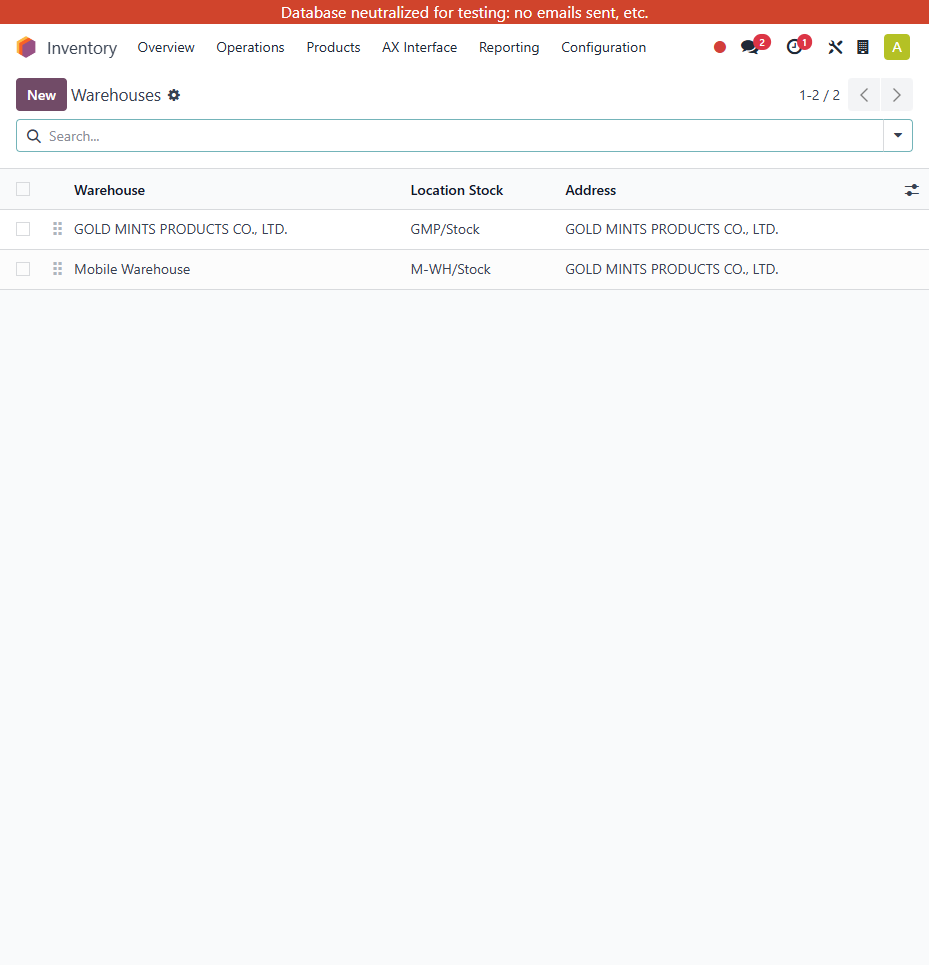 Database neutralized for testing: no emails sent, etc.
Inventory Overview Operations Products AX Interface Reporting Configuration 2 1 A
New Warehouses 1-2 / 2
Search...
Warehouse Location Stock Address
GOLD MINTS PRODUCTS CO., LTD. GMP/Stock GOLD MINTS PRODUCTS CO., LTD.
Mobile Warehouse M-WH/Stock GOLD MINTS PRODUCTS CO., LTD.